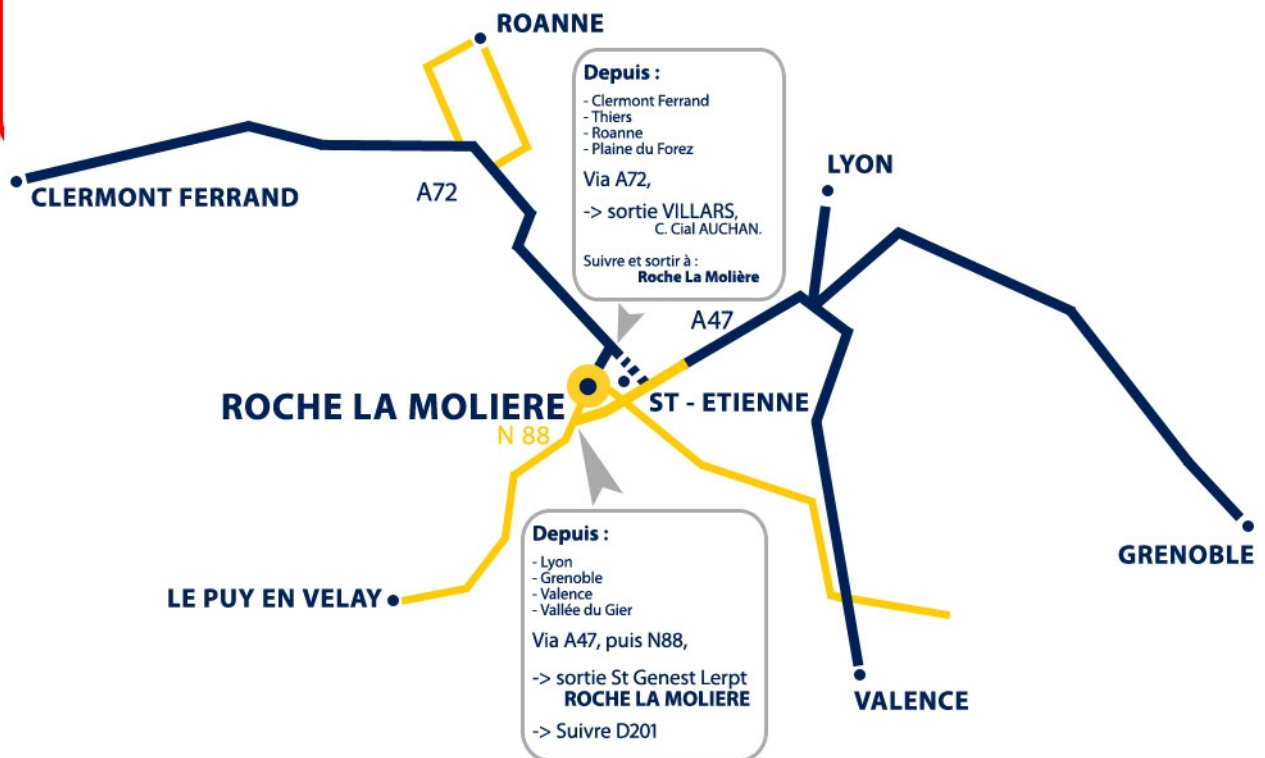 ROANNE
Depuis :
- Clermont Ferrand
- Thiers
- Roanne
- Plaine du Forez
Via A72,
-> sortie VILLARS,
C. Cial AUCHAN.
Suivre et sortir à :
Roche La Molière
CLERMONT FERRAND
A72
LYON
A47
ROCHE LA MOLIERE
ST - ETIENNE
N 88
GRENOBLE
LE PUY EN VELAY
Depuis :
- Lyon
- Grenoble
- Valence
- Vallée du Gier
Via A47, puis N88,
-> sortie St Genest Lerpt
ROCHE LA MOLIERE
-> Suivre D201
VALENCE